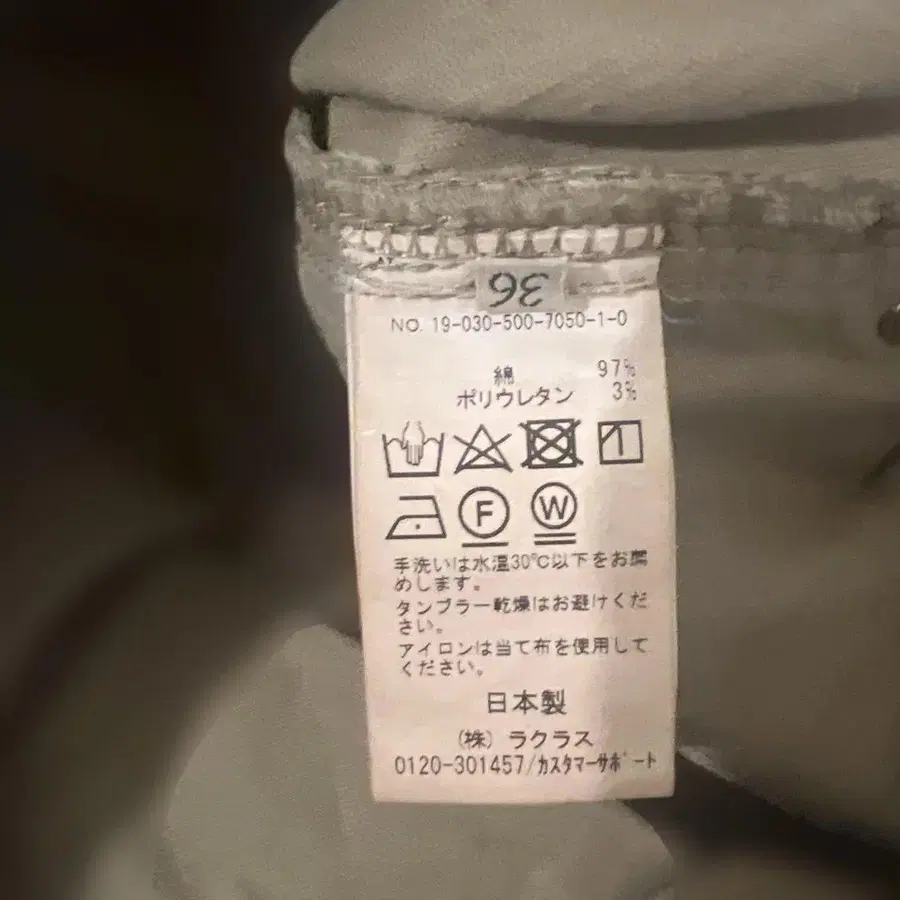 36
NO. 19-030-500-7050-1-0
綿 97%
ポリウレタン 3%
F W
手洗いは水温30℃以下をお薦
めします。
タンブラー乾燥はお避けくだ
さい。
アイロンは当て布を使用して
ください。
日本製
(株) ラクラス
0120-301457/カスタマーサポート